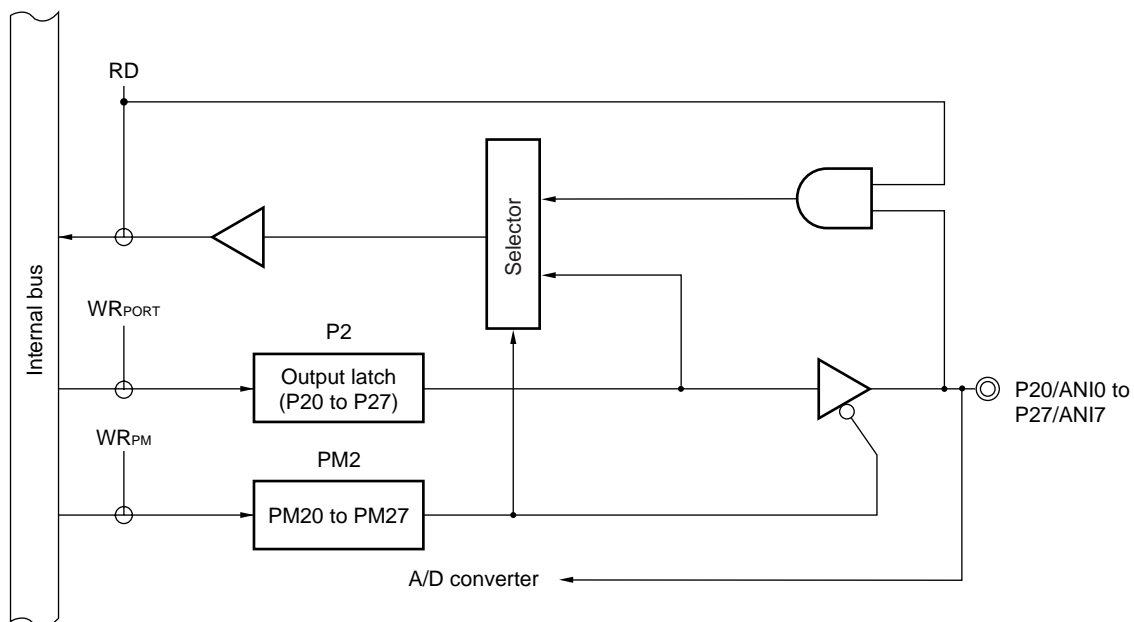 RD
Selector
Internal bus
WRPORT
P2
Output latch
(P20 to P27)
P20/ANI0 to
P27/ANI7
WRPM
PM2
PM20 to PM27
A/D converter